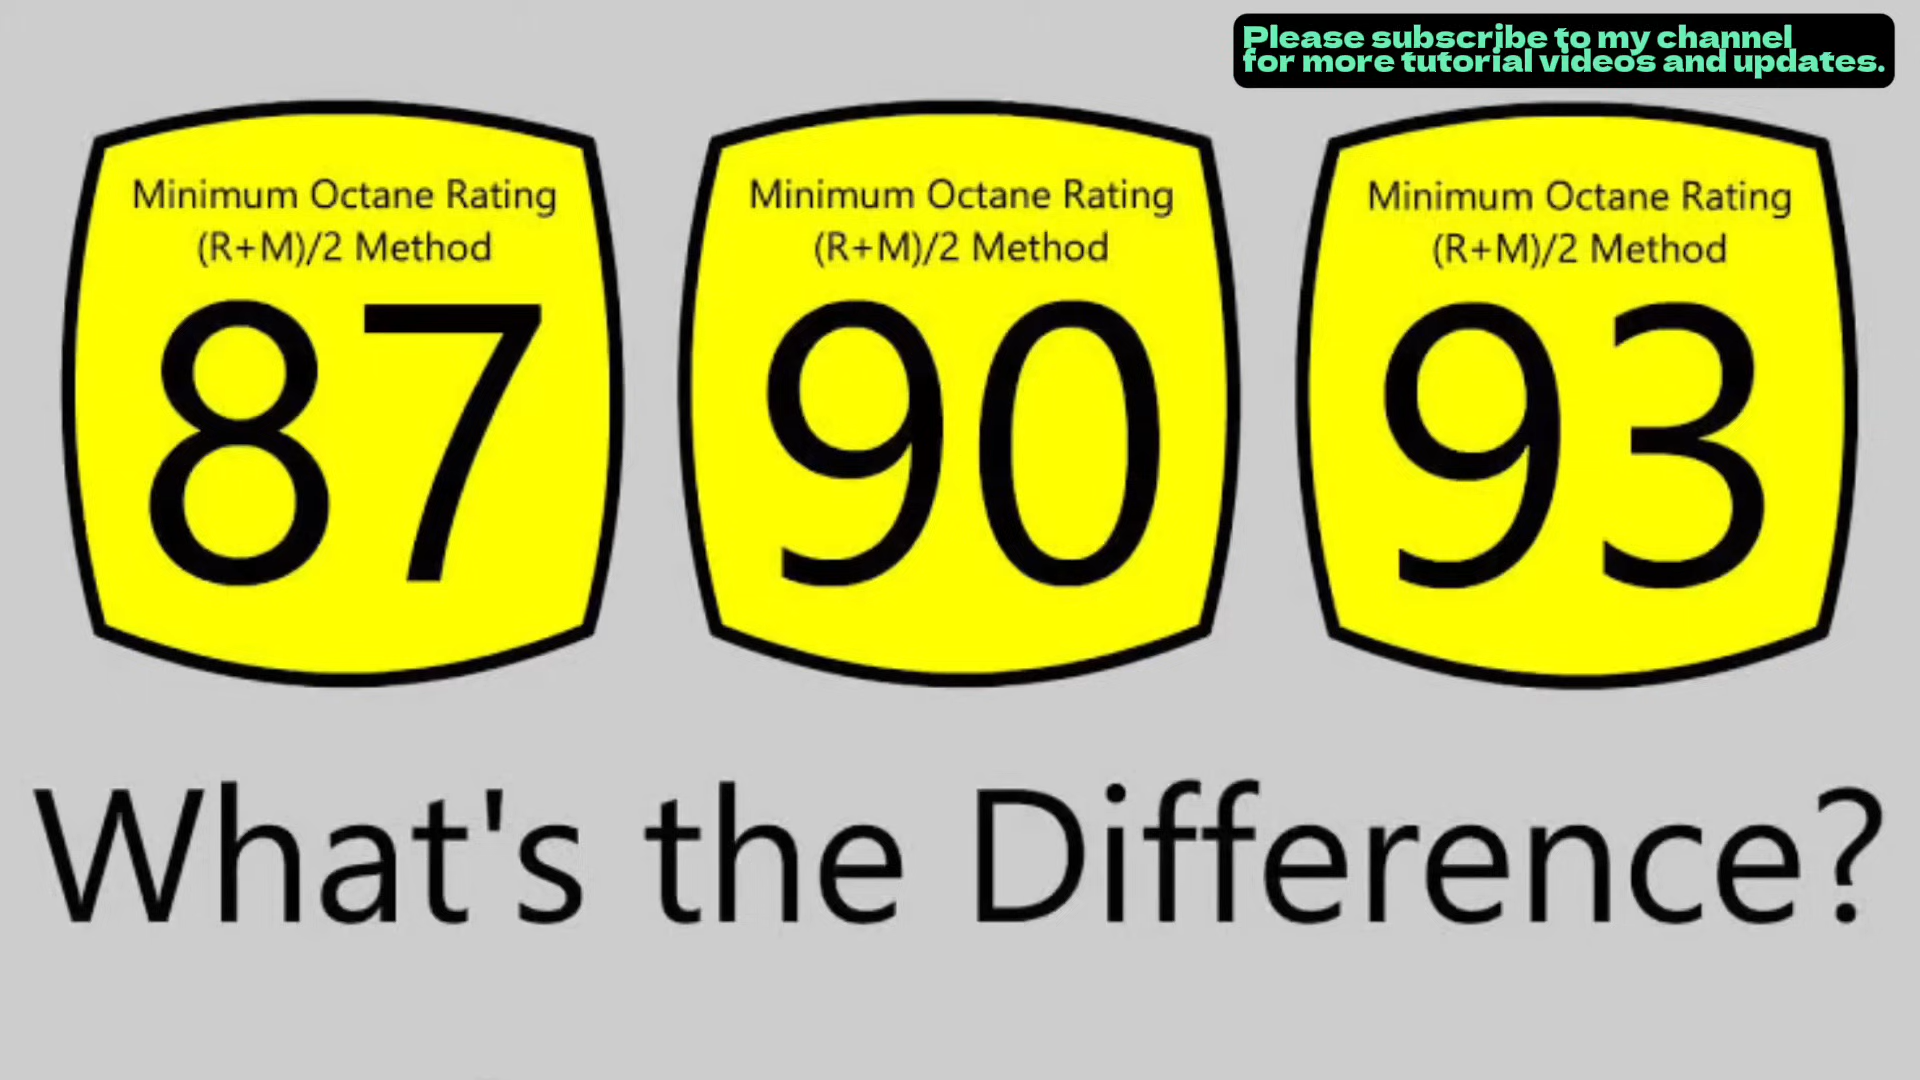 Please subscribe to my channel
for more tutorial videos and updates.
Minimum Octane Rating
(R+M)/2 Method
87
Minimum Octane Rating
(R+M)/2 Method
90
Minimum Octane Rating
(R+M)/2 Method
93
What's the Difference?